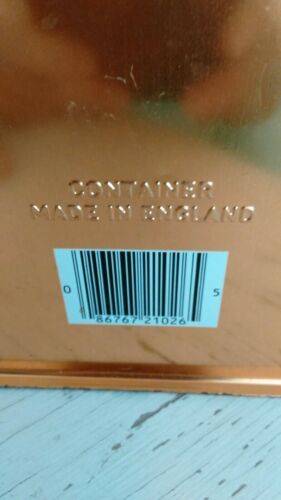 CONTAINER
MADE IN ENGLAND
0 86767 21026 5